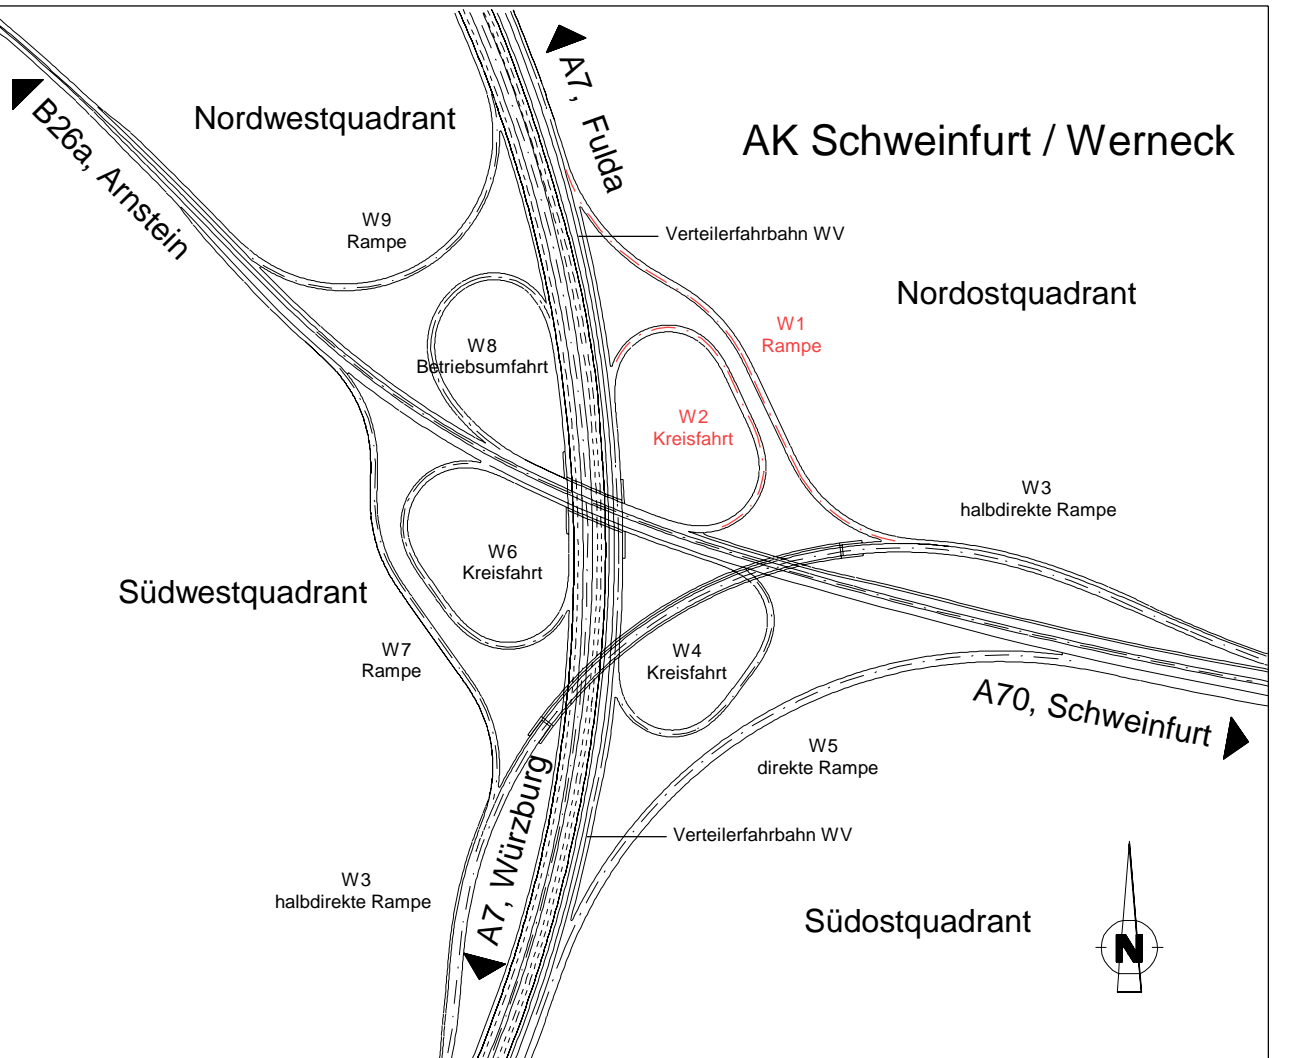 Nordwestquadrant
A7, Fulda
AK Schweinfurt / Werneck
B26a, Arnstein
W9
Rampe
Verteilerfahrbahn WV
Nordostquadrant
W1
Rampe
W8
Betriebsumfahrt
W2
Kreisfahrt
W3
halbdirekte Rampe
W6
Kreisfahrt
Südwestquadrant
W7
Rampe
W4
Kreisfahrt
A70, Schweinfurt
W5
direkte Rampe
A7, Würzburg
Verteilerfahrbahn WV
W3
halbdirekte Rampe
Südostquadrant
N